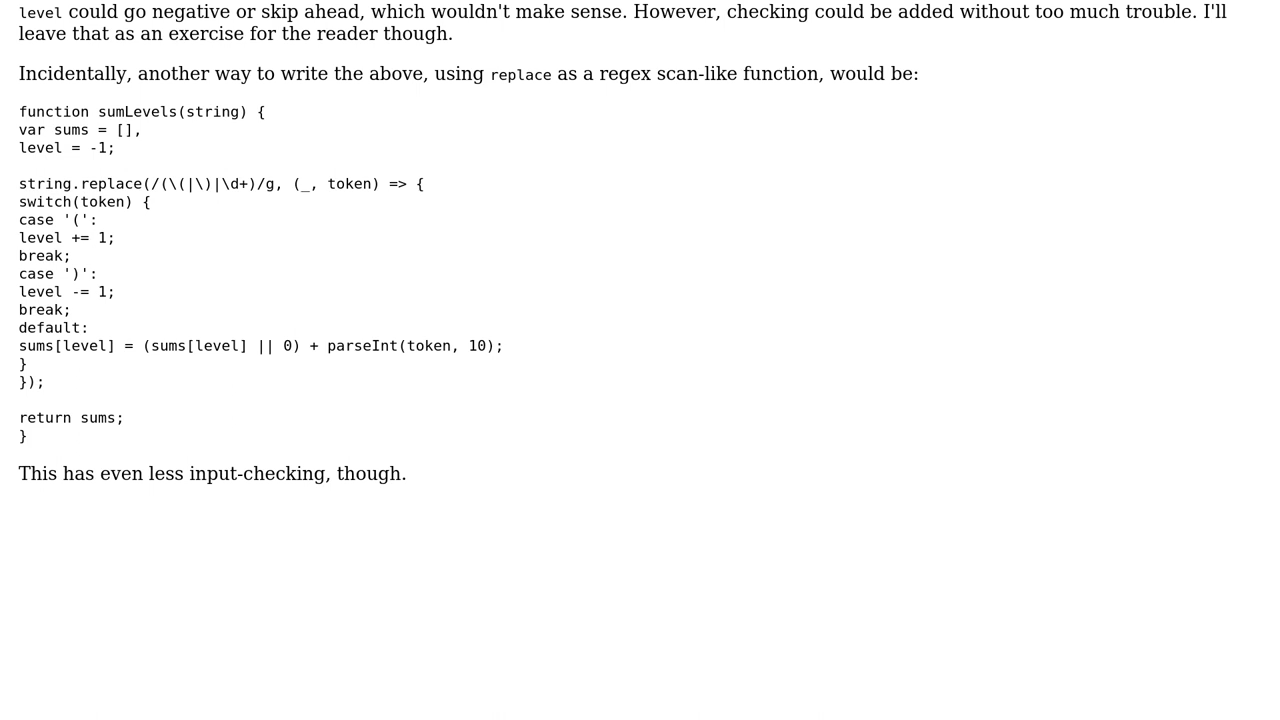 level could go negative or skip ahead, which wouldn't make sense. However, checking could be added without too much trouble. I'll
leave that as an exercise for the reader though.
Incidentally, another way to write the above, using replace as a regex scan-like function, would be:
function sumLevels(string) {
var sums = [],
level = -1;
string.replace(/(\(|\)|\d+)/g, (_, token) => {
switch(token) {
case '(':
level += 1;
break;
case ')':
level -= 1;
break;
default:
sums[level] = (sums[level] || 0) + parseInt(token, 10);
}
});
return sums;
}
This has even less input-checking, though.